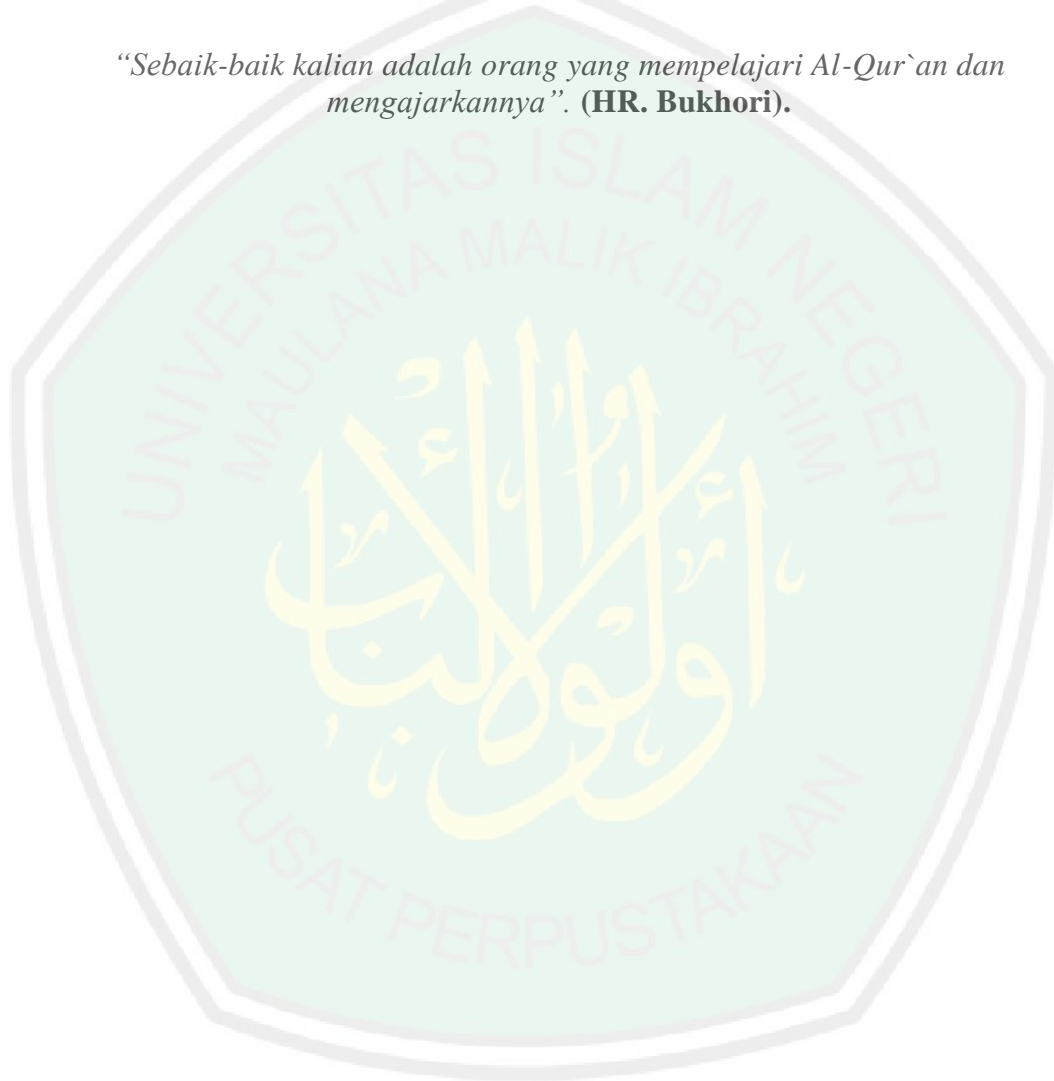 “Sebaik-baik kalian adalah orang yang mempelajari Al-Qur`an dan
mengajarkannya”. (HR. Bukhori).
UNIVERSITAS ISLAM NEGERI
MAULANA MALIK IBRAHIM
أولوا الألباب
PUSAT PERPUSTAKAAN